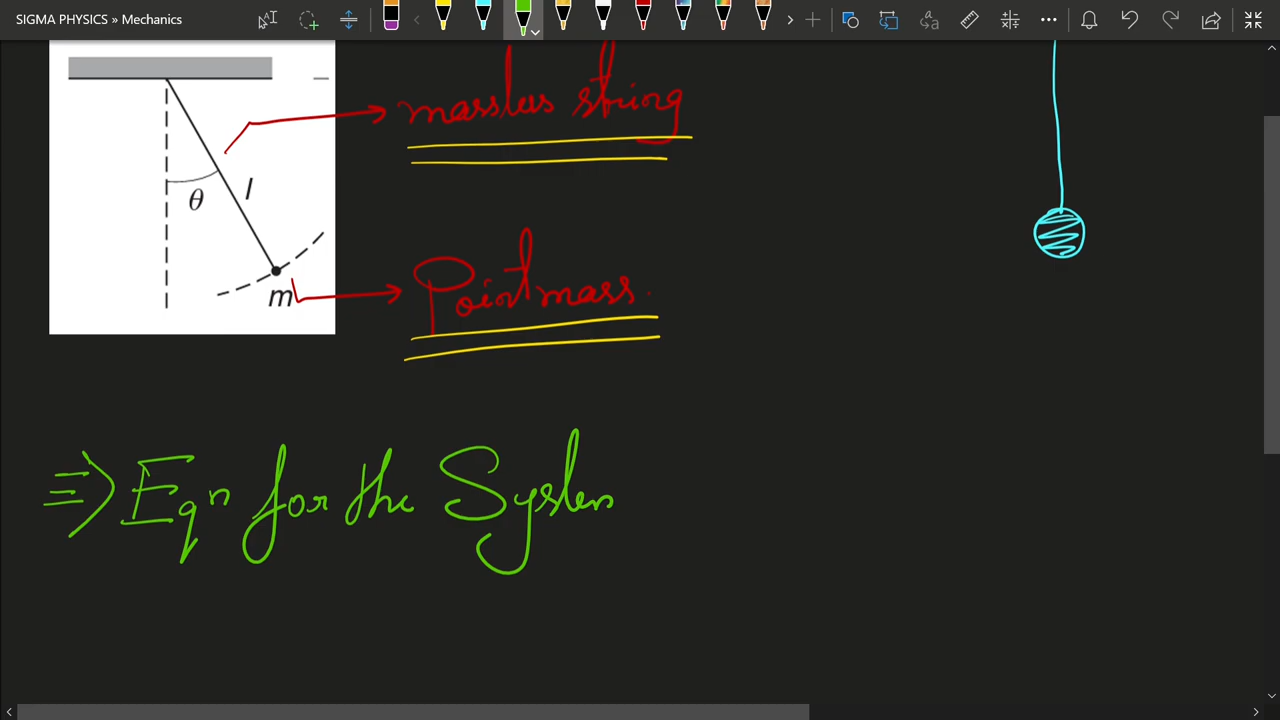 SIGMA PHYSICS » Mechanics
massless string
θ
l
m
Point mass.
⇒ Eqn for the System